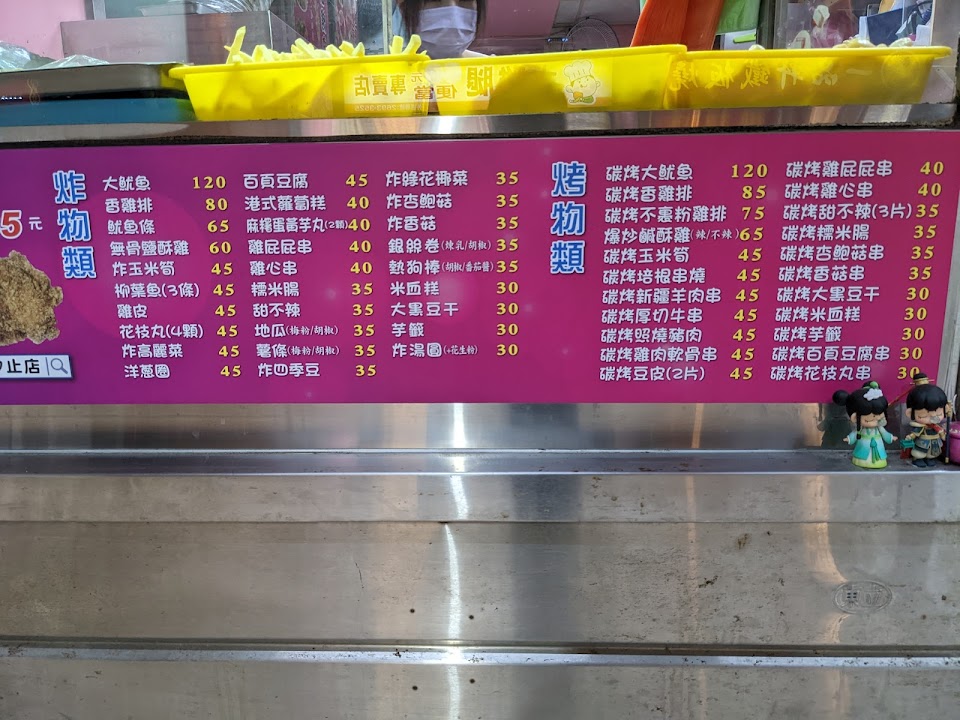 專賣店
便當
腿
5元
止店
炸物類
大魷魚 120
香雞排 80
魷魚條 65
無骨鹽酥雞 60
炸玉米筍 45
柳葉魚(3條) 45
雞皮 45
花枝丸(4顆) 45
炸高麗菜 45
洋蔥圈 45
百頁豆腐 45
港式蘿蔔糕 40
麻糬蛋黃芋丸(2顆) 40
雞屁屁串 40
雞心串 40
糯米腸 35
甜不辣 35
地瓜(梅粉/胡椒) 35
薯條(梅粉/胡椒) 35
炸四季豆 35
炸綠花椰菜 35
炸杏鮑菇 35
炸香菇 35
銀絲卷(煉乳/胡椒) 35
熱狗棒(胡椒/番茄醬) 35
米血糕 30
大黑豆干 30
芋籤 30
炸湯圓(+花生粉) 30
烤物類
碳烤大魷魚 120
碳烤香雞排 85
碳烤不裹粉雞排 75
爆炒鹹酥雞(辣/不辣) 65
碳烤玉米筍 45
碳烤培根串燒 45
碳烤新疆羊肉串 45
碳烤厚切牛串 45
碳烤照燒豬肉 45
碳烤雞肉軟骨串 45
碳烤豆皮(2片) 45
碳烤雞屁屁串 40
碳烤雞心串 40
碳烤甜不辣(3片) 35
碳烤糯米腸 35
碳烤杏鮑菇串 35
碳烤香菇串 35
碳烤大黑豆干 30
碳烤米血糕 30
碳烤芋籤 30
碳烤百頁豆腐串 30
碳烤花枝丸串 30